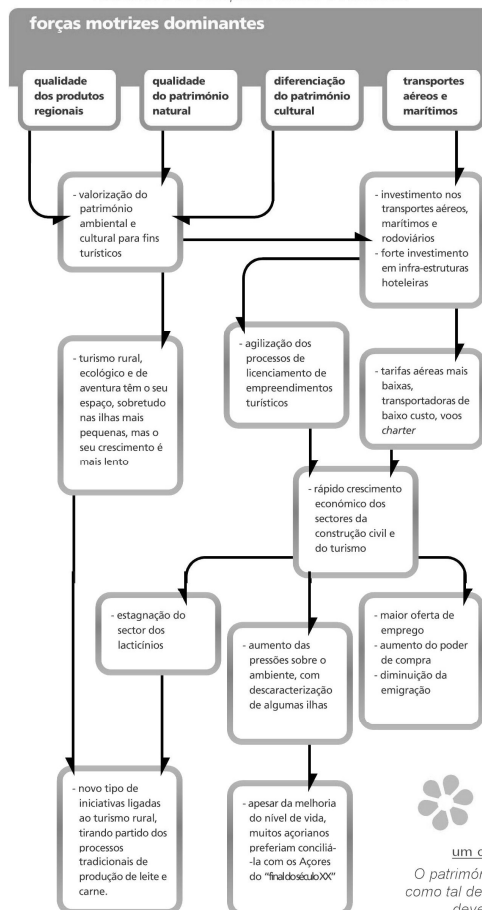 forças motrizes dominantes
qualidade
dos produtos
regionais
qualidade
do património
natural
diferenciação
do património
cultural
transportes
aéreos e
marítimos
- valorização do
património
ambiental e
cultural para fins
turísticos
- investimento nos
transportes aéreos,
marítimos e
rodoviários
- forte investimento
em infra-estruturas
hoteleiras
- turismo rural,
ecológico e de
aventura têm o seu
espaço, sobretudo
nas ilhas mais
pequenas, mas o
seu crescimento é
mais lento
- agilização dos
processos de
licenciamento de
empreendimentos
turísticos
- tarifas aéreas mais
baixas,
transportadoras de
baixo custo, voos
charter
- rápido crescimento
económico dos
sectores da
construção civil e
do turismo
- estagnação do
sector dos
lacticínios
- aumento das
pressões sobre o
ambiente, com
descaracterização
de algumas ilhas
- maior oferta de
emprego
- aumento do poder
de compra
- diminuição da
emigração
- novo tipo de
iniciativas ligadas
ao turismo rural,
tirando partido dos
processos
tradicionais de
produção de leite e
carne.
- apesar da melhoria
do nível de vida,
muitos açorianos
preferiam conciliá-
-la com os Açores
do "final do século XX"
um
O
como tal